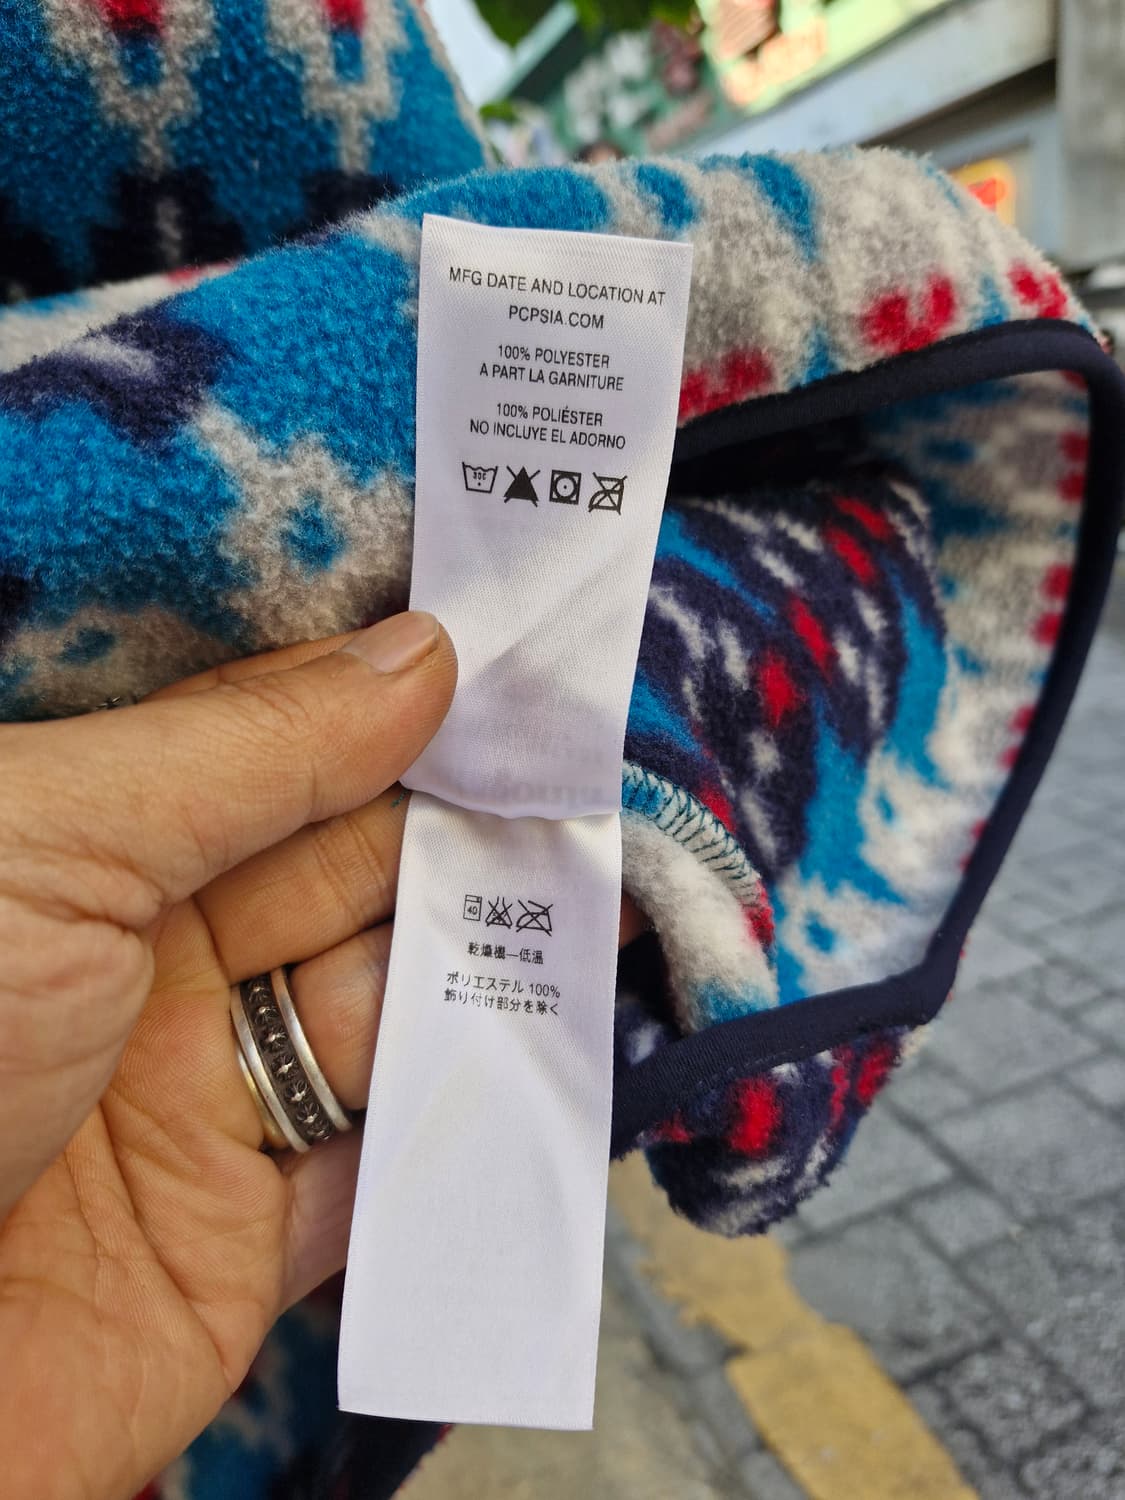 MFG DATE AND LOCATION AT
PCPSIA.COM
100% POLYESTER
A PART LA GARNITURE
100% POLIÉSTER
NO INCLUYE EL ADORNO
30C
40
乾燥機—低温
ポリエステル 100%
飾り付け部分を除く